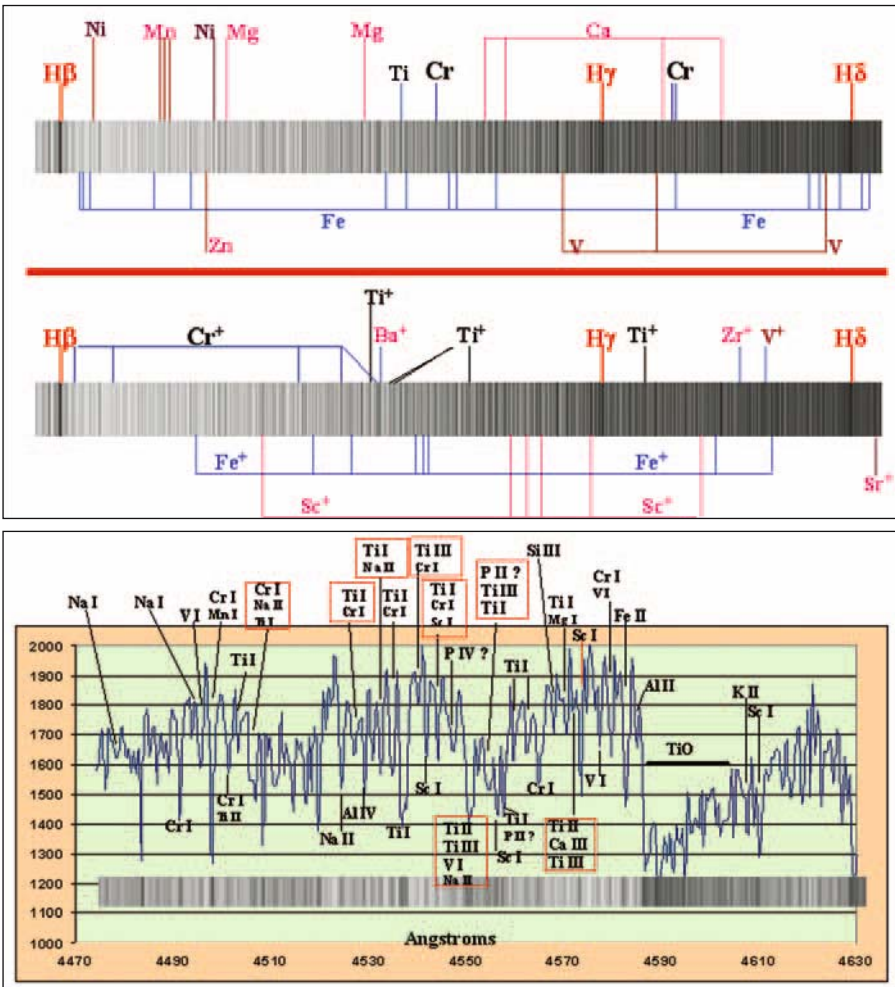 Ni Mn Ni Mg Mg Ca
Hβ Ti Cr Hγ Cr Hδ
Fe Fe
Zn V V
Ti⁺
Hβ Cr⁺ Ba⁺ Ti⁺ Hγ Ti⁺ Zr⁺ V⁺ Hδ
Fe⁺ Fe⁺
Sc⁺ Sc⁺ Sr⁺
Na I
Na I
V I
Cr I
Mn I
Ti I
Cr I
Na II
Ti I
Ti I
Cr I
Ti I
Na II
Ti I
Cr I
Ti III
Cr I
Ti I
Cr I
Sc I
P IV ?
P II ?
Ti III
Ti I
Ti I
Si III
Ti I
Mg I
Sc I
Cr I
V I
Fe II
Al II
K II
Sc I
TiO
Cr I
Cr I
Ti II
Na II
Al IV
Ti I
Sc I
Ti II
Ti III
V I
Na II
Ti I
P II ?
Sc I
Cr I
Ti II
Ca III
Ti III
V I
2000
1900
1800
1700
1600
1500
1400
1300
1200
1100
1000
Angstroms
4470 4490 4510 4530 4550 4570 4590 4610 4630